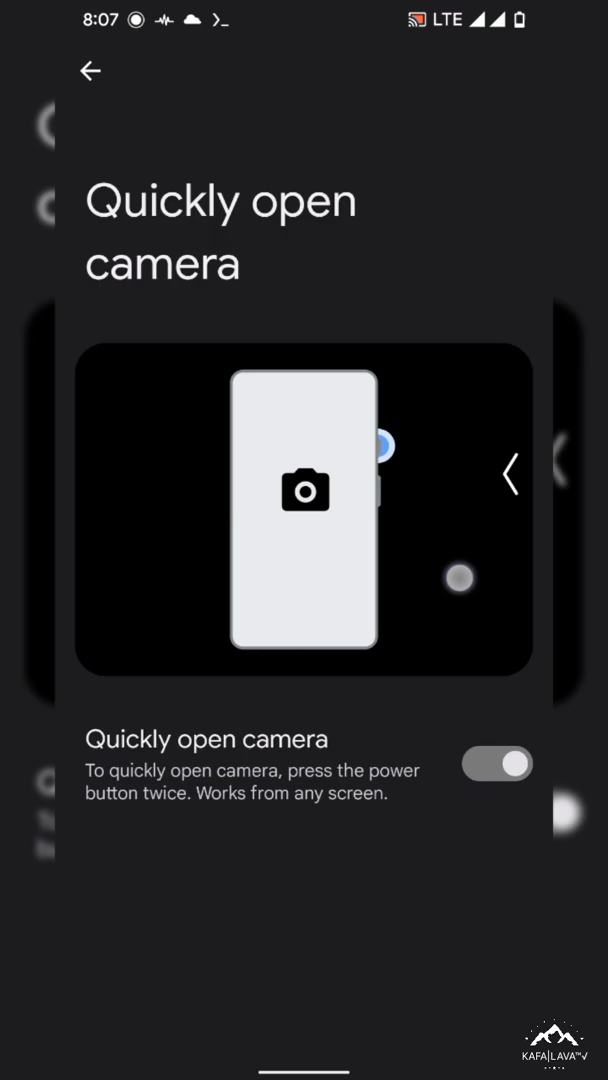 8:07 LTE
Quickly open
camera
Quickly open camera
To quickly open camera, press the power
button twice. Works from any screen.
KAFA|LAVA™√